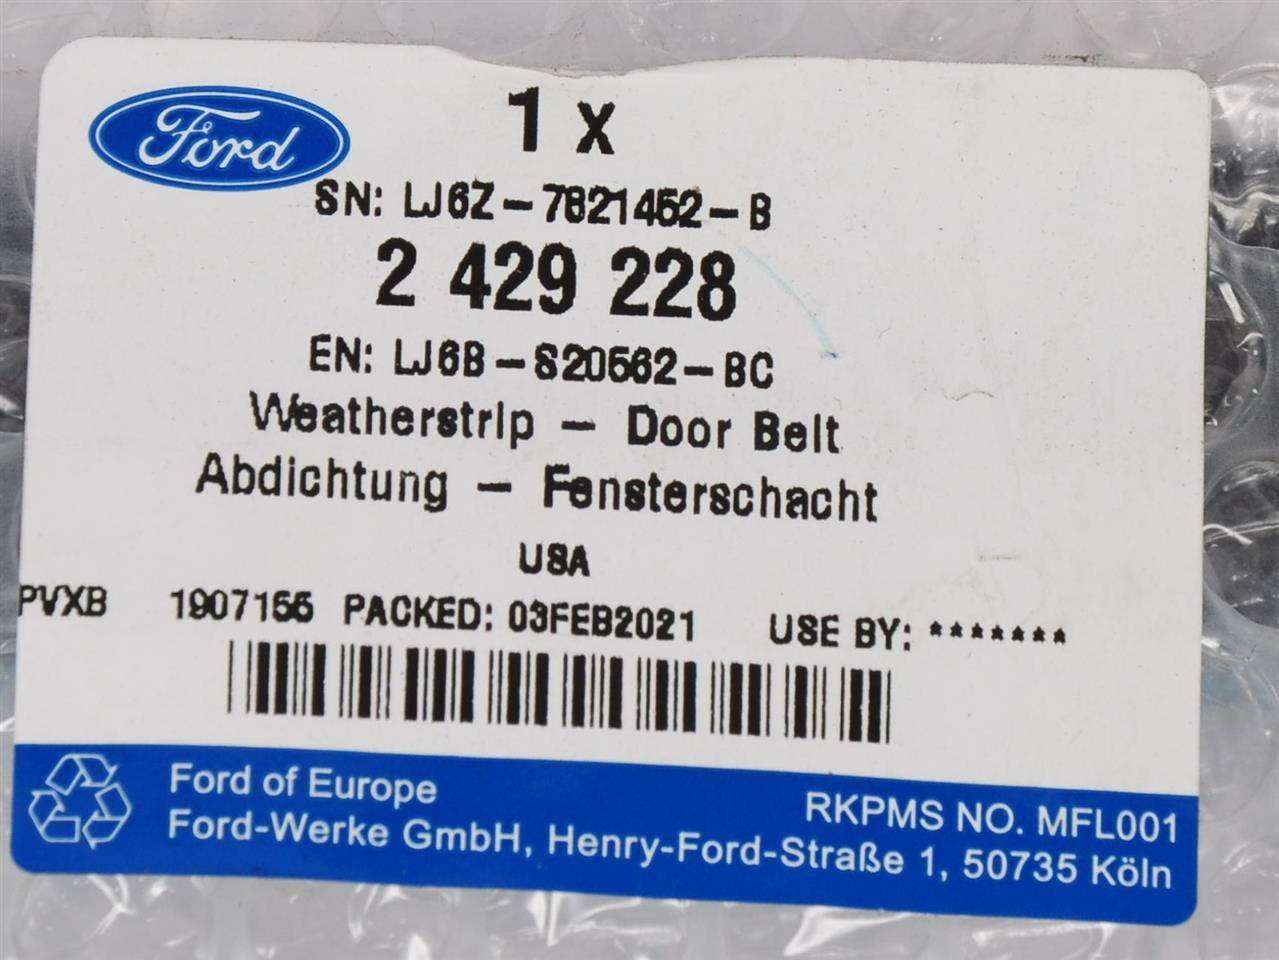 Ford
1 x
SN: LJ6Z-7821452-B
2 429 228
EN: LJ6B-S20562-BC
Weatherstrip - Door Belt
Abdichtung - Fensterschacht
USA
PVXB 1907155 PACKED: 03FEB2021 USE BY: *******
Ford of Europe
RKPMS NO. MFL001
Ford-Werke GmbH, Henry-Ford-Straße 1, 50735 Köln